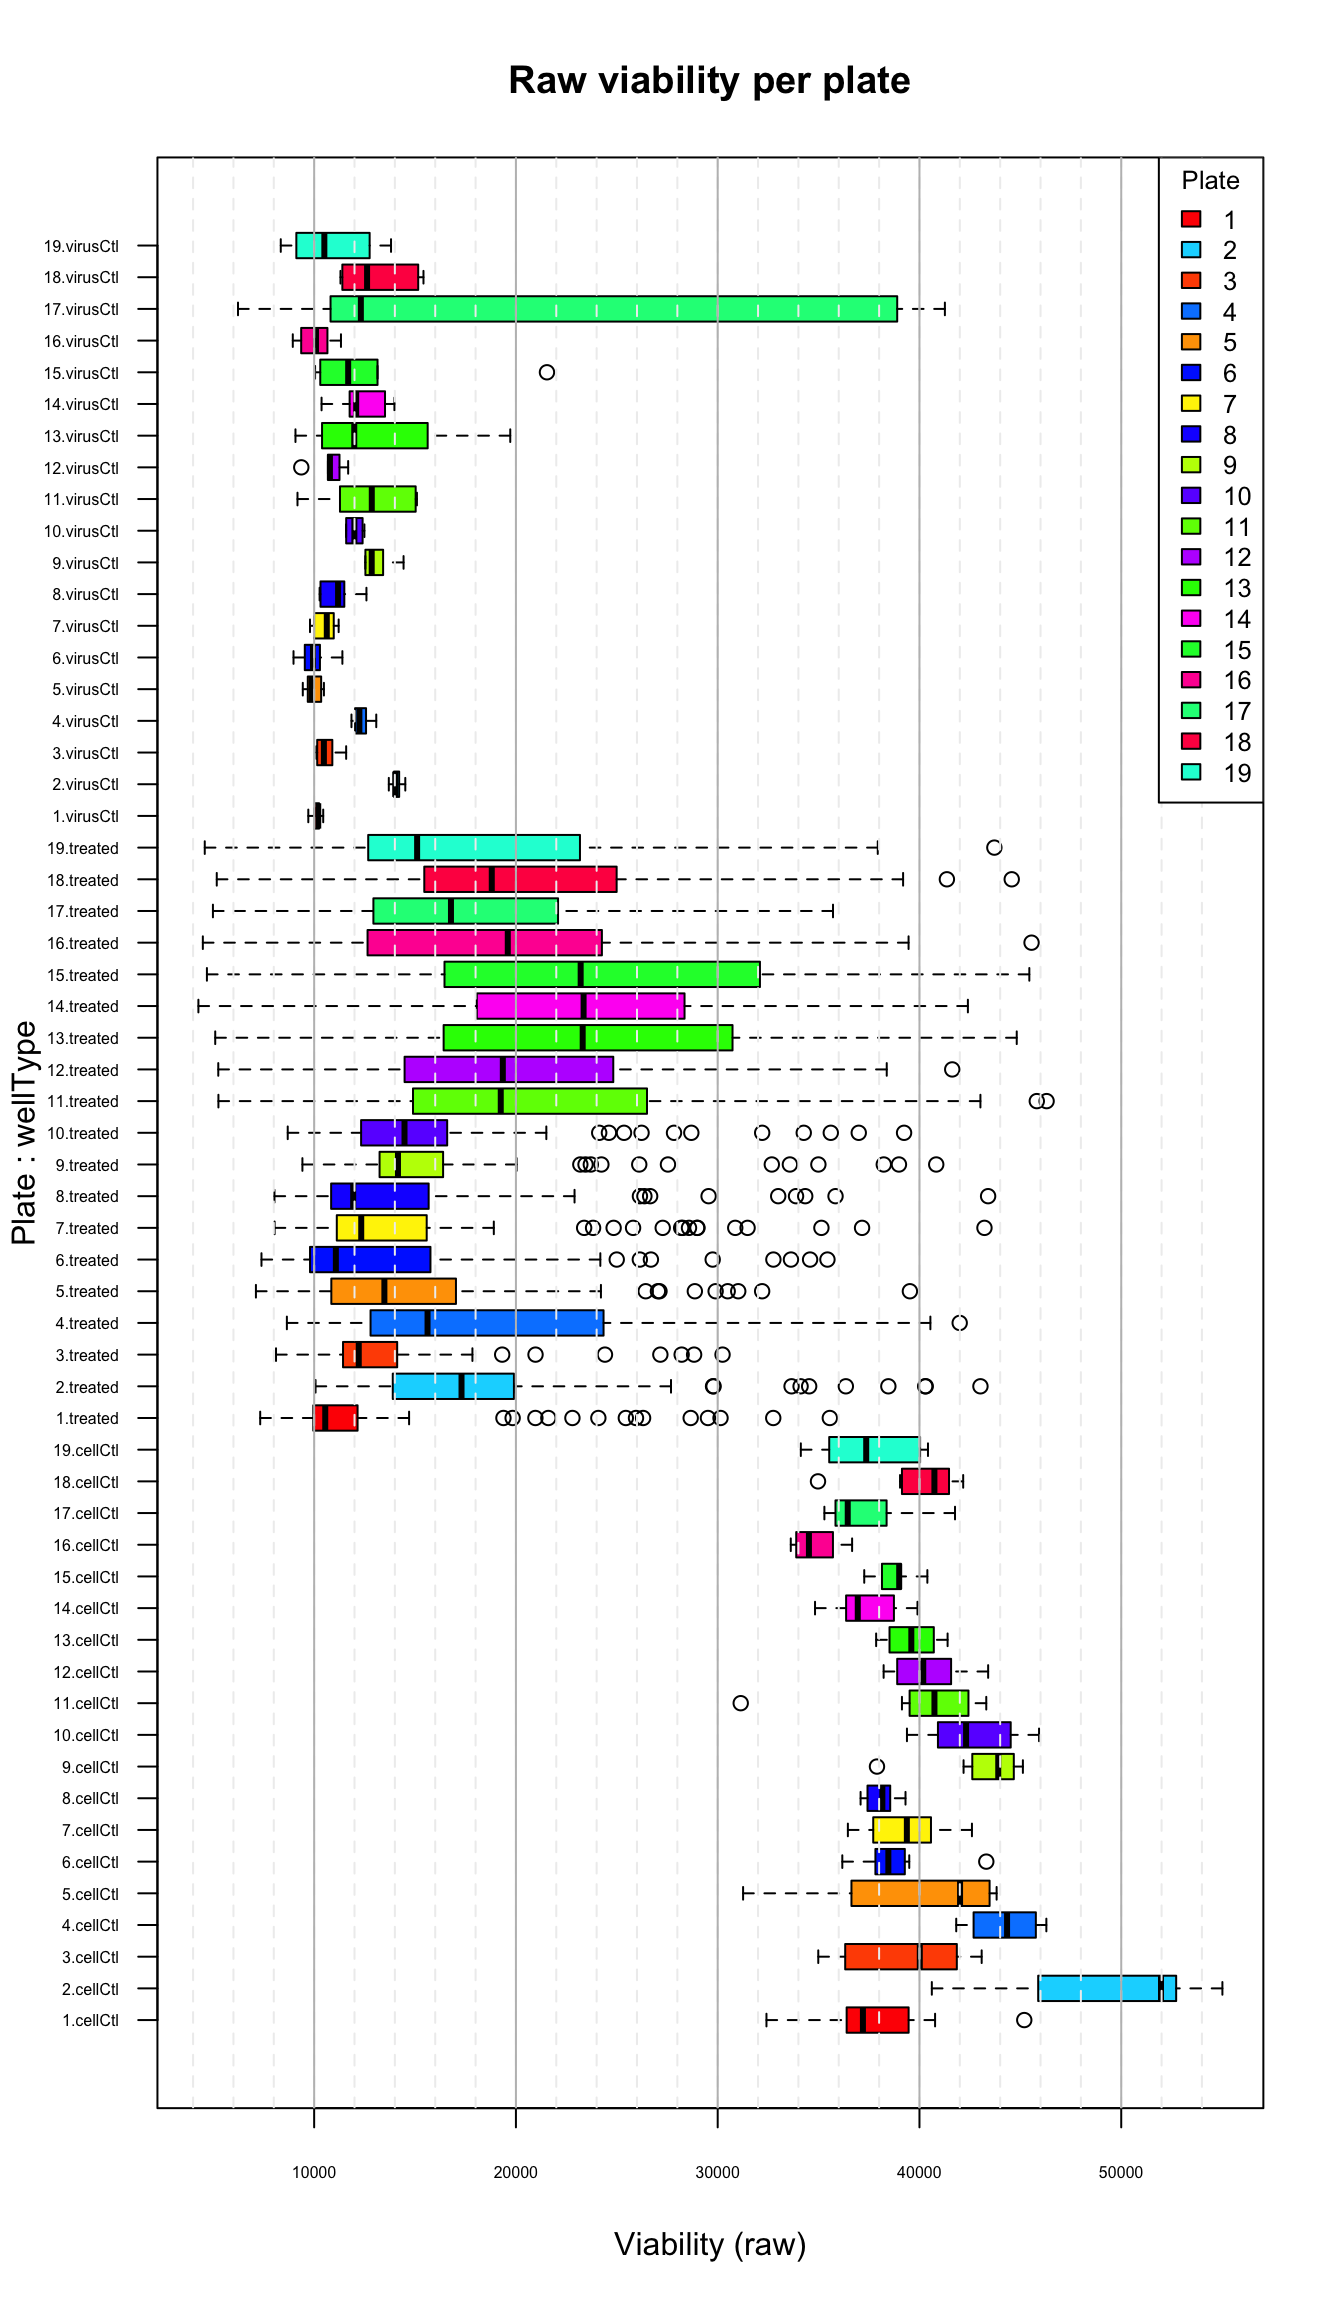 Raw viability per plate
Plate
1
2
3
4
5
6
7
8
9
10
11
12
13
14
15
16
17
18
19
19.virusCtl
18.virusCtl
17.virusCtl
16.virusCtl
15.virusCtl
14.virusCtl
13.virusCtl
12.virusCtl
11.virusCtl
10.virusCtl
9.virusCtl
8.virusCtl
7.virusCtl
6.virusCtl
5.virusCtl
4.virusCtl
3.virusCtl
2.virusCtl
1.virusCtl
19.treated
18.treated
17.treated
16.treated
15.treated
14.treated
13.treated
12.treated
11.treated
10.treated
9.treated
8.treated
7.treated
6.treated
5.treated
4.treated
3.treated
2.treated
1.treated
19.cellCtl
18.cellCtl
17.cellCtl
16.cellCtl
15.cellCtl
14.cellCtl
13.cellCtl
12.cellCtl
11.cellCtl
10.cellCtl
9.cellCtl
8.cellCtl
7.cellCtl
6.cellCtl
5.cellCtl
4.cellCtl
3.cellCtl
2.cellCtl
1.cellCtl
Plate : wellType
10000
20000
30000
40000
50000
Viability (raw)